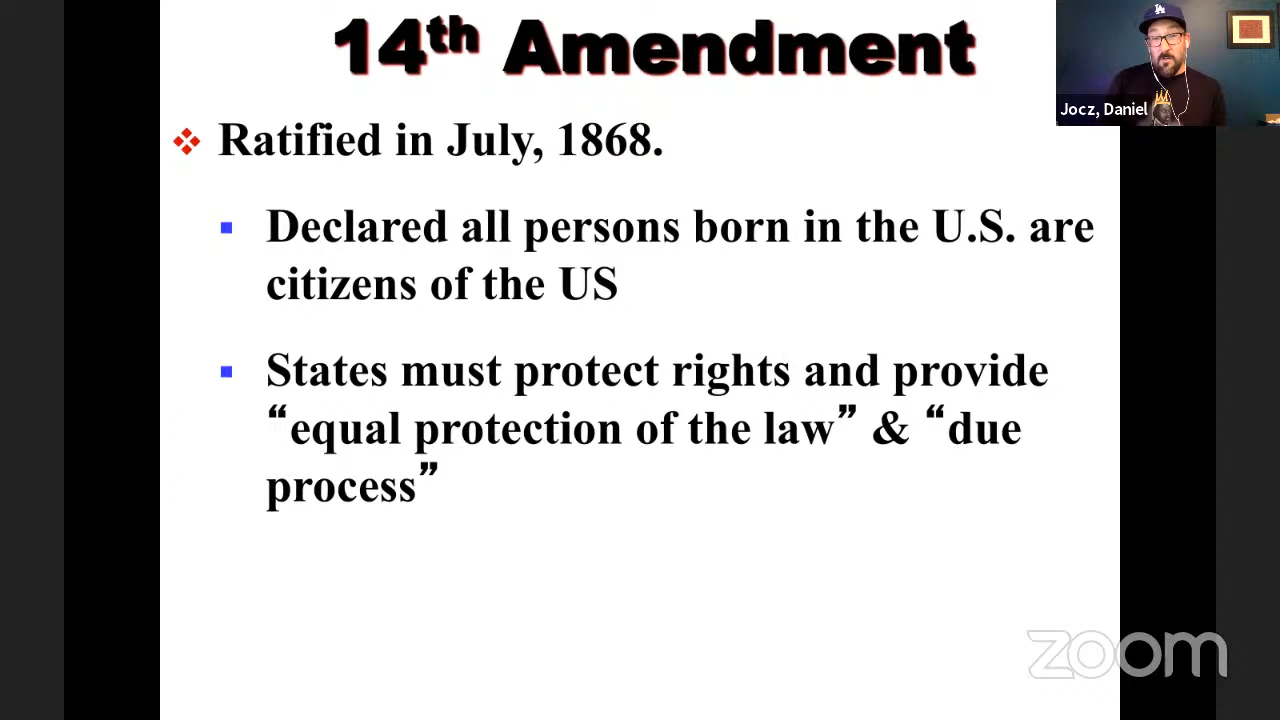 14th Amendment
Jocz, Daniel
Ratified in July, 1868.
Declared all persons born in the U.S. are
citizens of the US
States must protect rights and provide
“equal protection of the law” & “due
process”
zoom